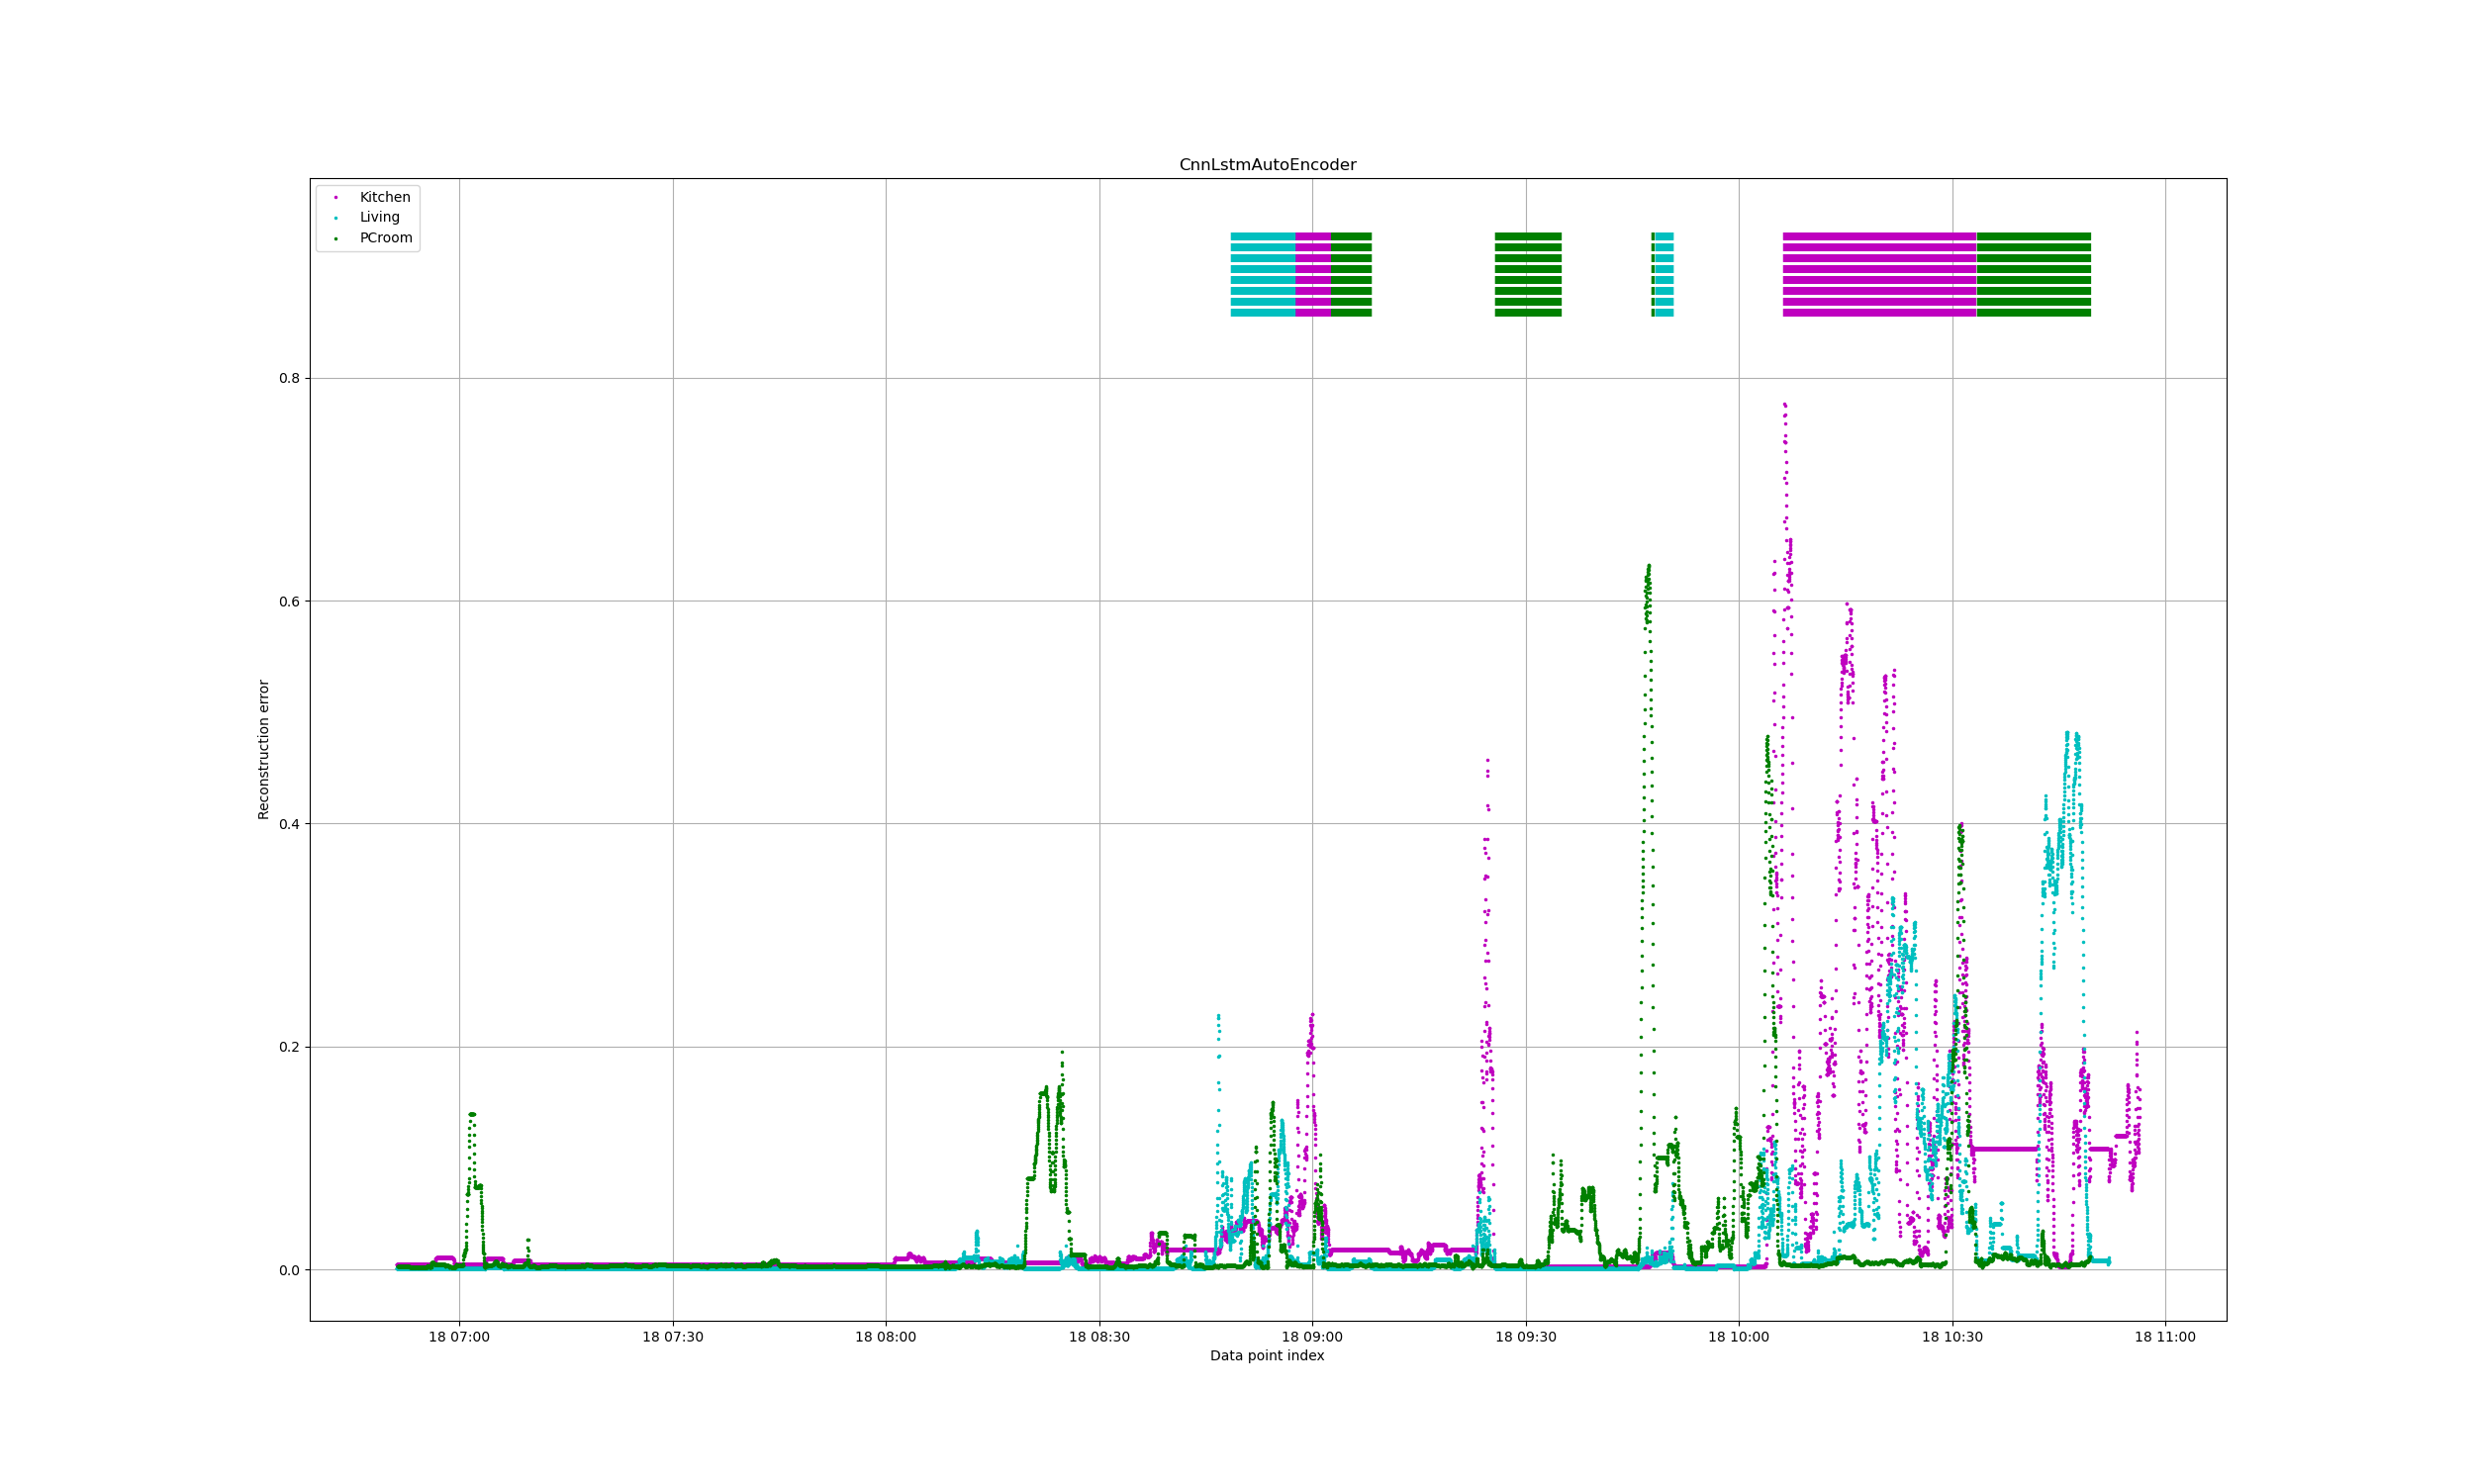 CnnLstmAutoEncoder
Kitchen
Living
PCroom
Reconstruction error
0.8
0.6
0.4
0.2
0.0
18 07:00 18 07:30 18 08:00 18 08:30 18 09:00 18 09:30 18 10:00 18 10:30 18 11:00
Data point index